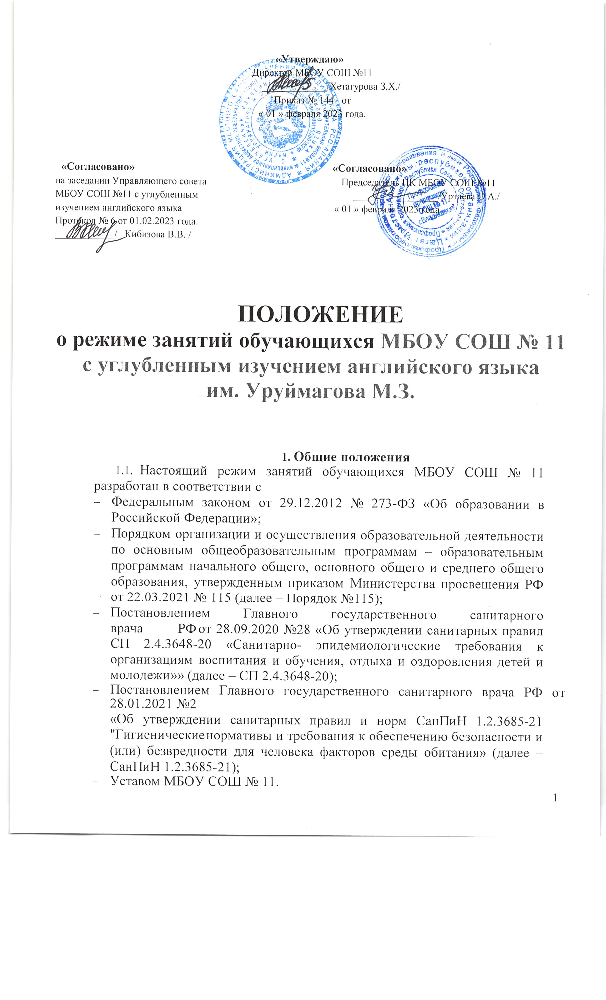 «Утверждаю»
Директор МБОУ СОШ №11
/Хетагурова З.Х./
Приказ № 144 от
« 01 » февраля 2023 года.
«Согласовано»
на заседании Управляющего совета
МБОУ СОШ №11 с углубленным
изучением английского языка
Протокол № 6 от 01.02.2023 года.
/ Кибизова В.В. /
«Согласовано»
Председатель ПК МБОУ СОШ №11
/Уртаева О.А./
« 01 » февраля 2023 года
Профсоюзная
организация
СОШ № 11
г.Владикавказ
ПОЛОЖЕНИЕ
о режиме занятий обучающихся МБОУ СОШ № 11
с углубленным изучением английского языка
им. Уруймагова М.З.
1. Общие положения
1.1. Настоящий режим занятий обучающихся МБОУ СОШ № 11
разработан в соответствии с
– Федеральным законом от 29.12.2012 № 273-ФЗ «Об образовании в
Российской Федерации»;
– Порядком организации и осуществления образовательной деятельности
по основным общеобразовательным программам – образовательным
программам начального общего, основного общего и среднего общего
образования, утвержденным приказом Министерства просвещения РФ
от 22.03.2021 № 115 (далее – Порядок №115);
– Постановлением Главного государственного санитарного
врача РФ от 28.09.2020 №28 «Об утверждении санитарных правил
СП 2.4.3648-20 «Санитарно- эпидемиологические требования к
организациям воспитания и обучения, отдыха и оздоровления детей и
молодежи»» (далее – СП 2.4.3648-20);
– Постановлением Главного государственного санитарного врача РФ от
28.01.2021 №2
«Об утверждении санитарных правил и норм СанПиН 1.2.3685-21
"Гигиенические нормативы и требования к обеспечению безопасности и
(или) безвредности для человека факторов среды обитания» (далее –
СанПиН 1.2.3685-21);
– Уставом МБОУ СОШ № 11.
1